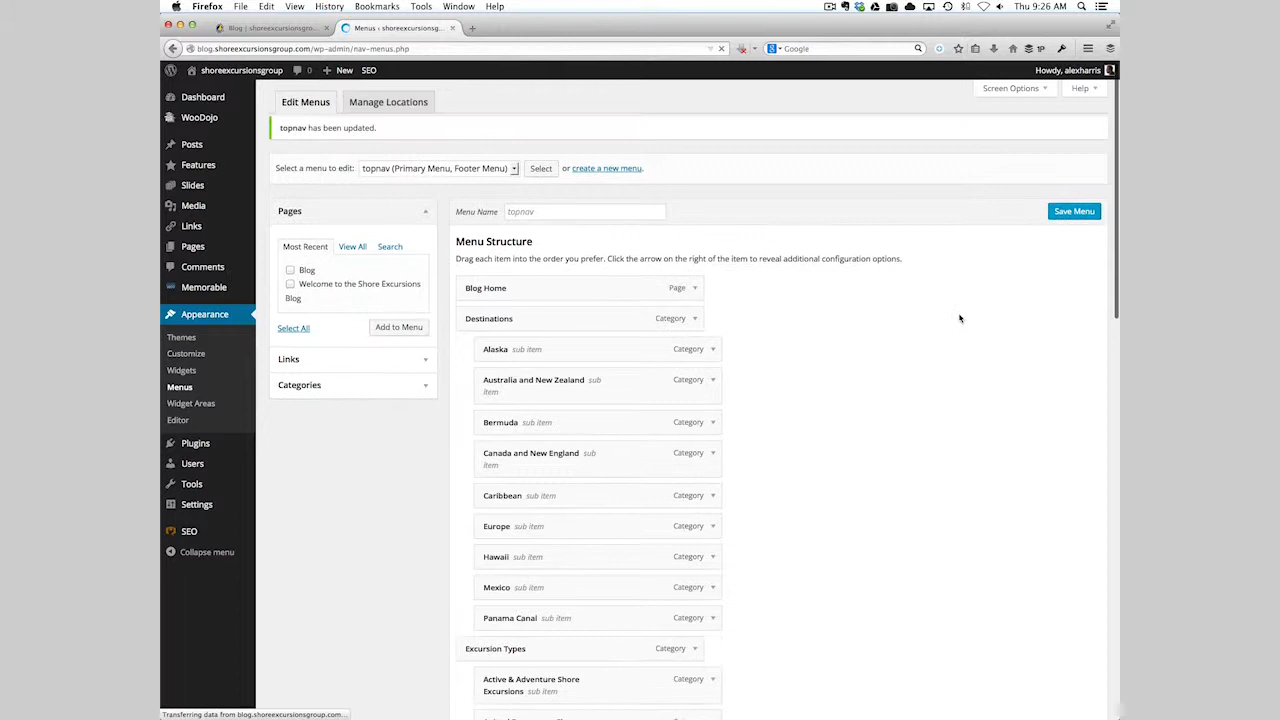 Firefox File Edit View History Bookmarks Tools Window Help
Thu 9:26 AM
Blog | shoreexcursionsgro...
Menus ‹ shoreexcursionsg...
blog.shoreexcursionsgroup.com/wp-admin/nav-menus.php
Google
1P
shoreexcursionsgroup 0 New SEO
Howdy, alexharris
Dashboard
WooDojo
Posts
Features
Slides
Media
Links
Pages
Comments
Memorable
Appearance
Themes
Customize
Widgets
Menus
Widget Areas
Editor
Plugins
Users
Tools
Settings
SEO
Collapse menu
Screen Options
Help
Edit Menus
Manage Locations
topnav has been updated.
Select a menu to edit: topnav (Primary Menu, Footer Menu) Select or create a new menu.
Pages
Most Recent View All Search
Blog
Welcome to the Shore Excursions
Blog
Select All
Add to Menu
Links
Categories
Menu Name topnav
Save Menu
Menu Structure
Drag each item into the order you prefer. Click the arrow on the right of the item to reveal additional configuration options.
Blog Home Page
Destinations Category
Alaska sub item Category
Australia and New Zealand sub Category
item
Bermuda sub item Category
Canada and New England sub Category
item
Caribbean sub item Category
Europe sub item Category
Hawaii sub item Category
Mexico sub item Category
Panama Canal sub item Category
Excursion Types Category
Active & Adventure Shore Category
Excursions sub item
Transferring data from blog.shoreexcursionsgroup.com...